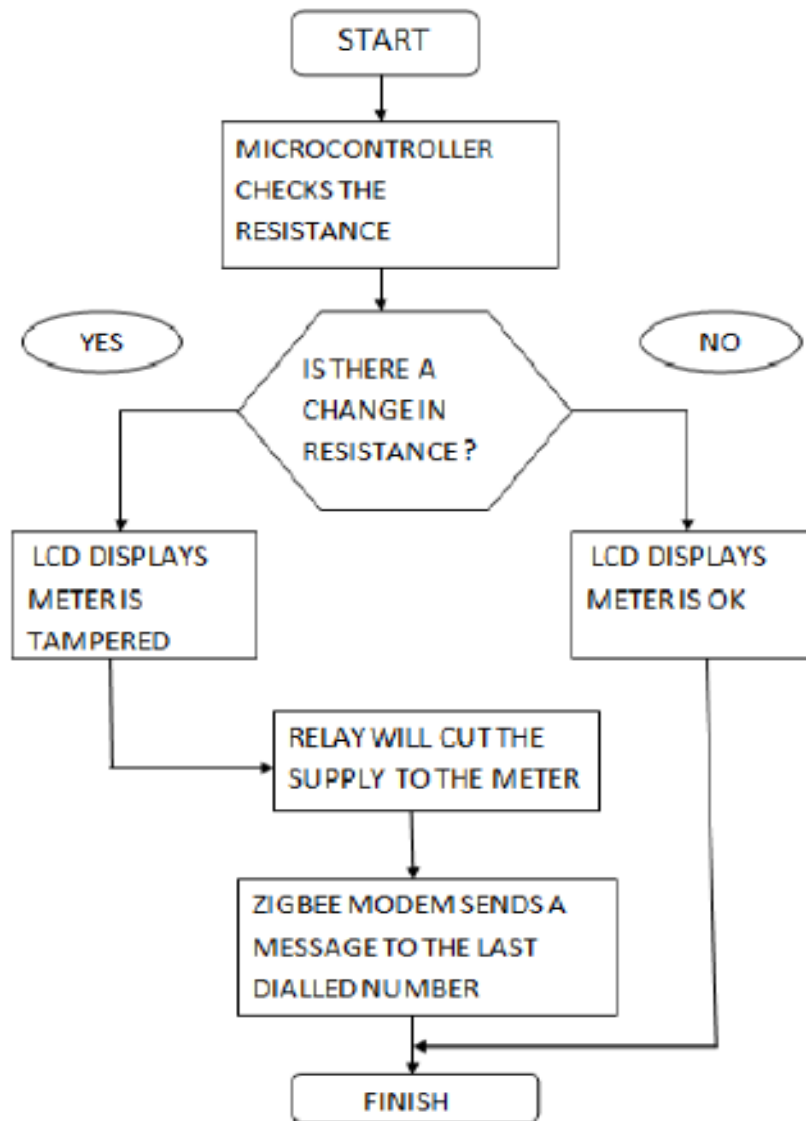 START
MICROCONTROLLER
CHECKS THE
RESISTANCE
YES
NO
IS THERE A
CHANGE IN
RESISTANCE?
LCD DISPLAYS
METER IS
TAMPERED
LCD DISPLAYS
METER IS OK
RELAY WILL CUT THE
SUPPLY TO THE METER
ZIGBEE MODEM SENDS A
MESSAGE TO THE LAST
DIALLED NUMBER
FINISH